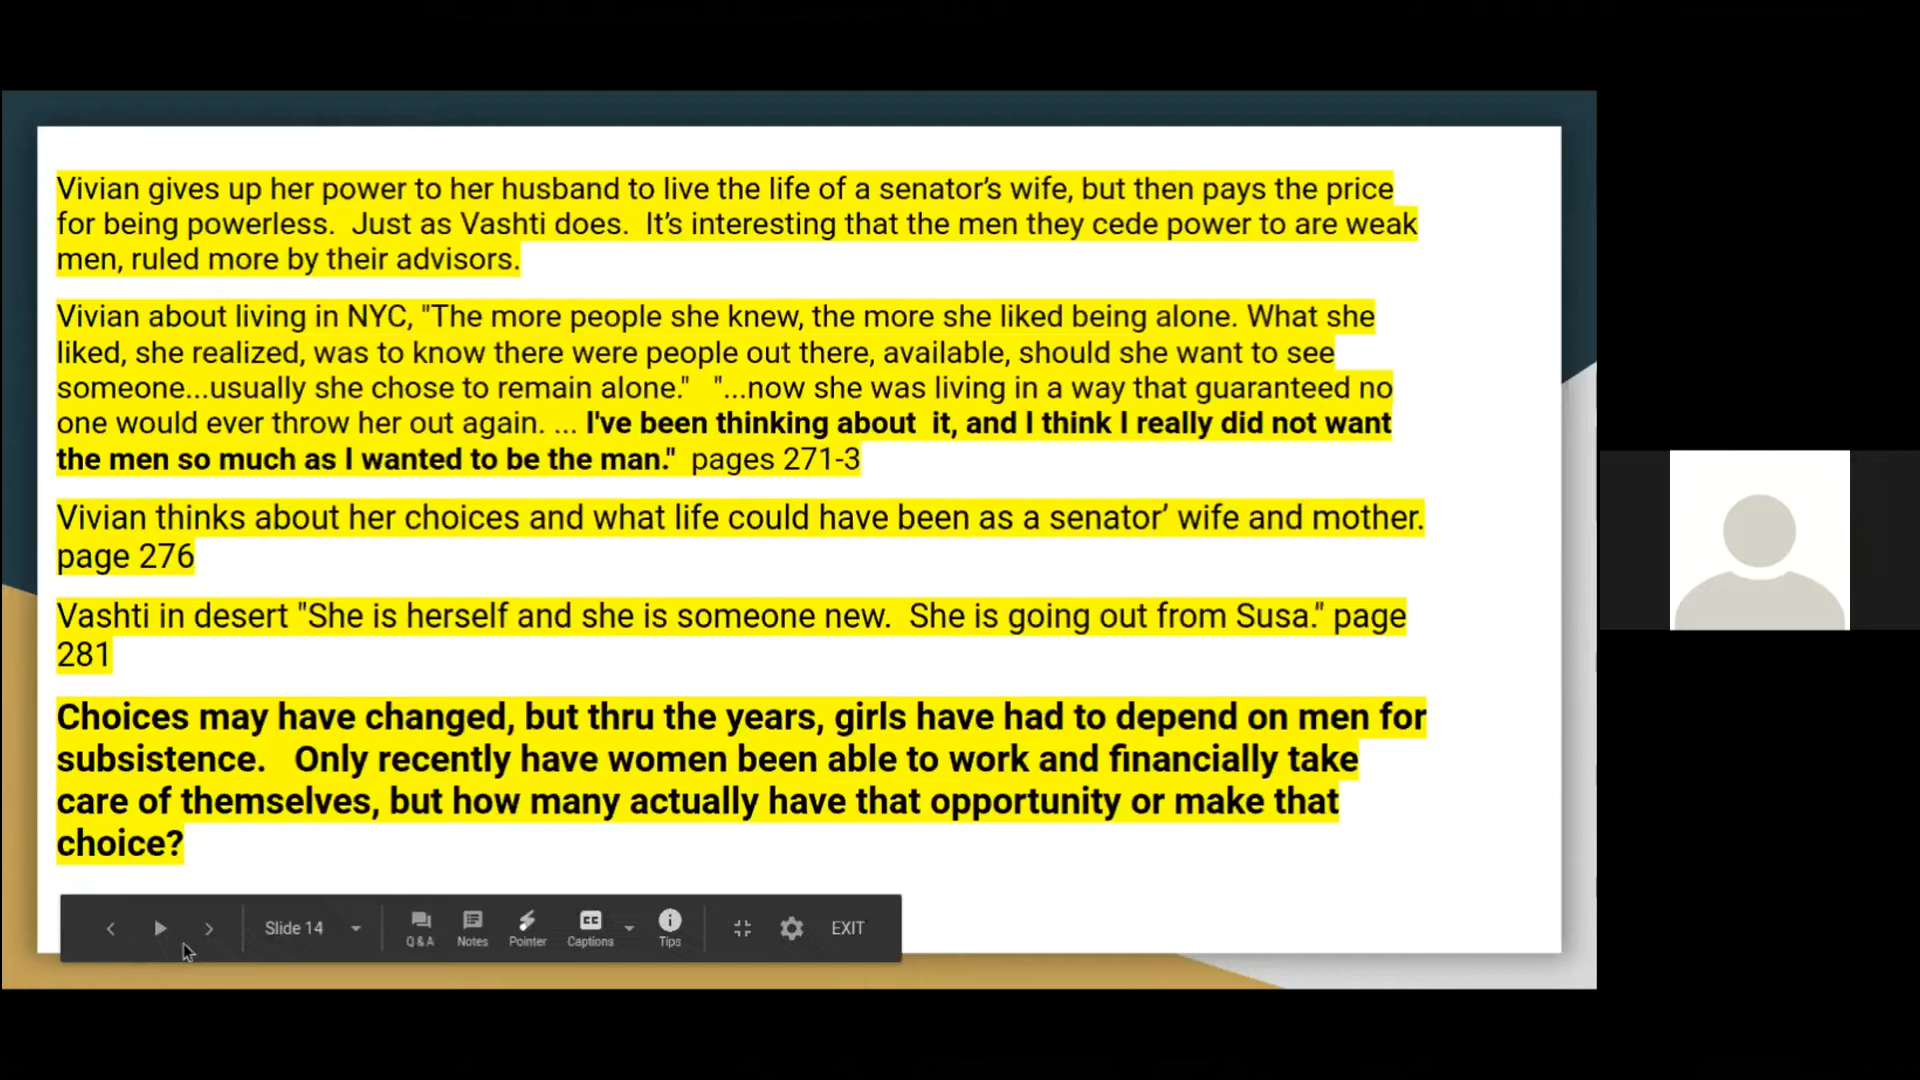 Vivian gives up her power to her husband to live the life of a senator’s wife, but then pays the price
for being powerless.  Just as Vashti does.  It’s interesting that the men they cede power to are weak
men, ruled more by their advisors.
Vivian about living in NYC, "The more people she knew, the more she liked being alone. What she
liked, she realized, was to know there were people out there, available, should she want to see
someone...usually she chose to remain alone."   "...now she was living in a way that guaranteed no
one would ever throw her out again. ... I've been thinking about  it, and I think I really did not want
the men so much as I wanted to be the man."  pages 271-3
Vivian thinks about her choices and what life could have been as a senator’ wife and mother.
page 276
Vashti in desert "She is herself and she is someone new.  She is going out from Susa." page
281
Choices may have changed, but thru the years, girls have had to depend on men for
subsistence.   Only recently have women been able to work and financially take
care of themselves, but how many actually have that opportunity or make that
choice?
Slide 14
Q & A
Notes
Pointer
CC
Captions
Tips
EXIT